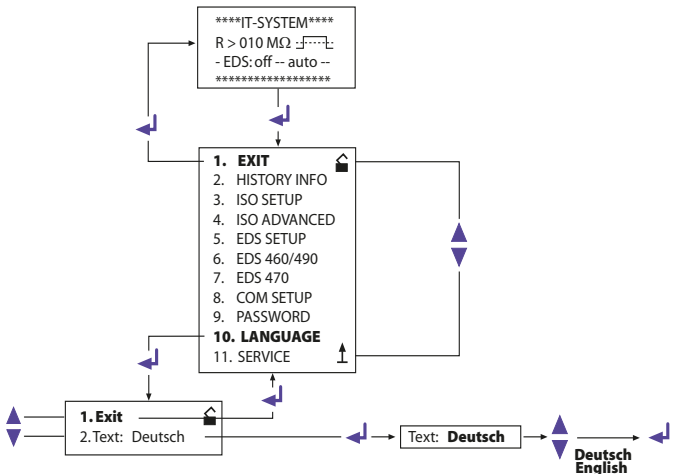 ****IT-SYSTEM****
R > 010 MΩ
- EDS: off -- auto --
******************
1. EXIT
2. HISTORY INFO
3. ISO SETUP
4. ISO ADVANCED
5. EDS SETUP
6. EDS 460/490
7. EDS 470
8. COM SETUP
9. PASSWORD
10. LANGUAGE
11. SERVICE
1.Exit
2.Text: Deutsch
Text: Deutsch
Deutsch
English